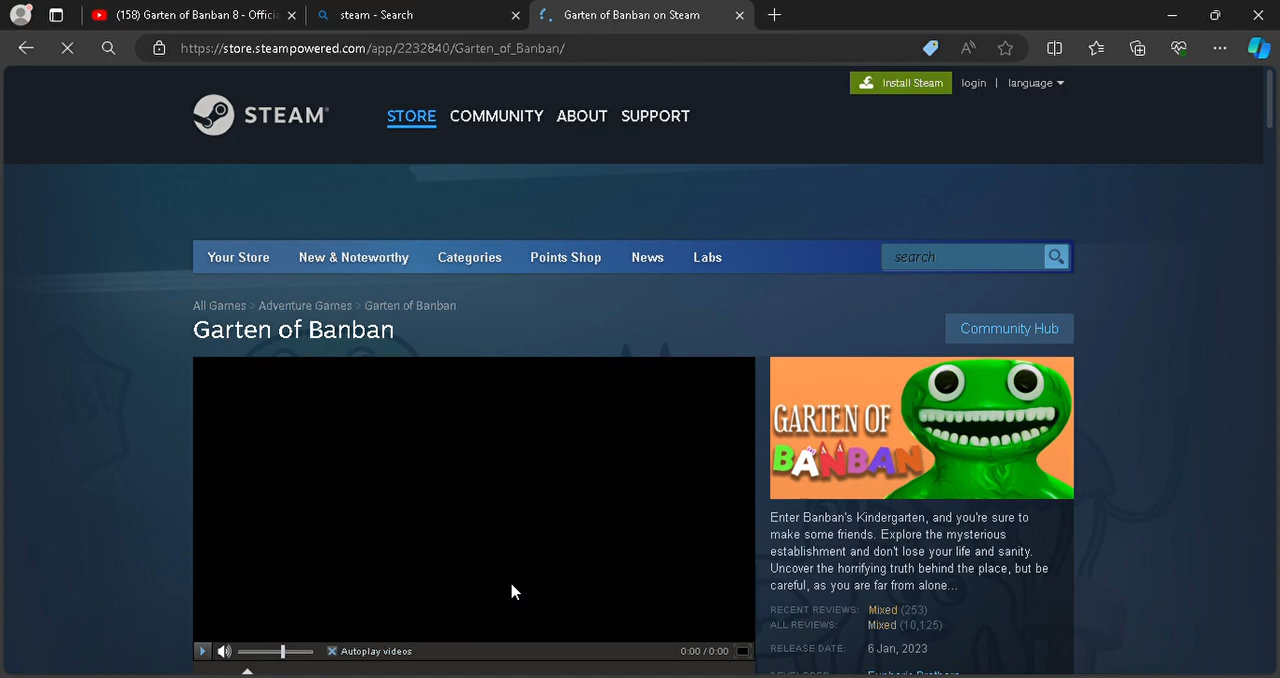 (158) Garten of Banban 8 - Officia
steam - Search
Garten of Banban on Steam
https://store.steampowered.com/app/2232840/Garten_of_Banban/
Install Steam
login | language
STEAM®
STORE COMMUNITY ABOUT SUPPORT
Your Store New & Noteworthy Categories Points Shop News Labs
search
All Games > Adventure Games > Garten of Banban
Garten of Banban
Community Hub
GARTEN OF
BANBAN
Enter Banban's Kindergarten, and you're sure to
make some friends. Explore the mysterious
establishment and don't lose your life and sanity.
Uncover the horrifying truth behind the place, but be
careful, as you are far from alone...
RECENT REVIEWS: Mixed (253)
ALL REVIEWS: Mixed (10,125)
RELEASE DATE: 6 Jan, 2023
Autoplay videos
0:00 / 0:00